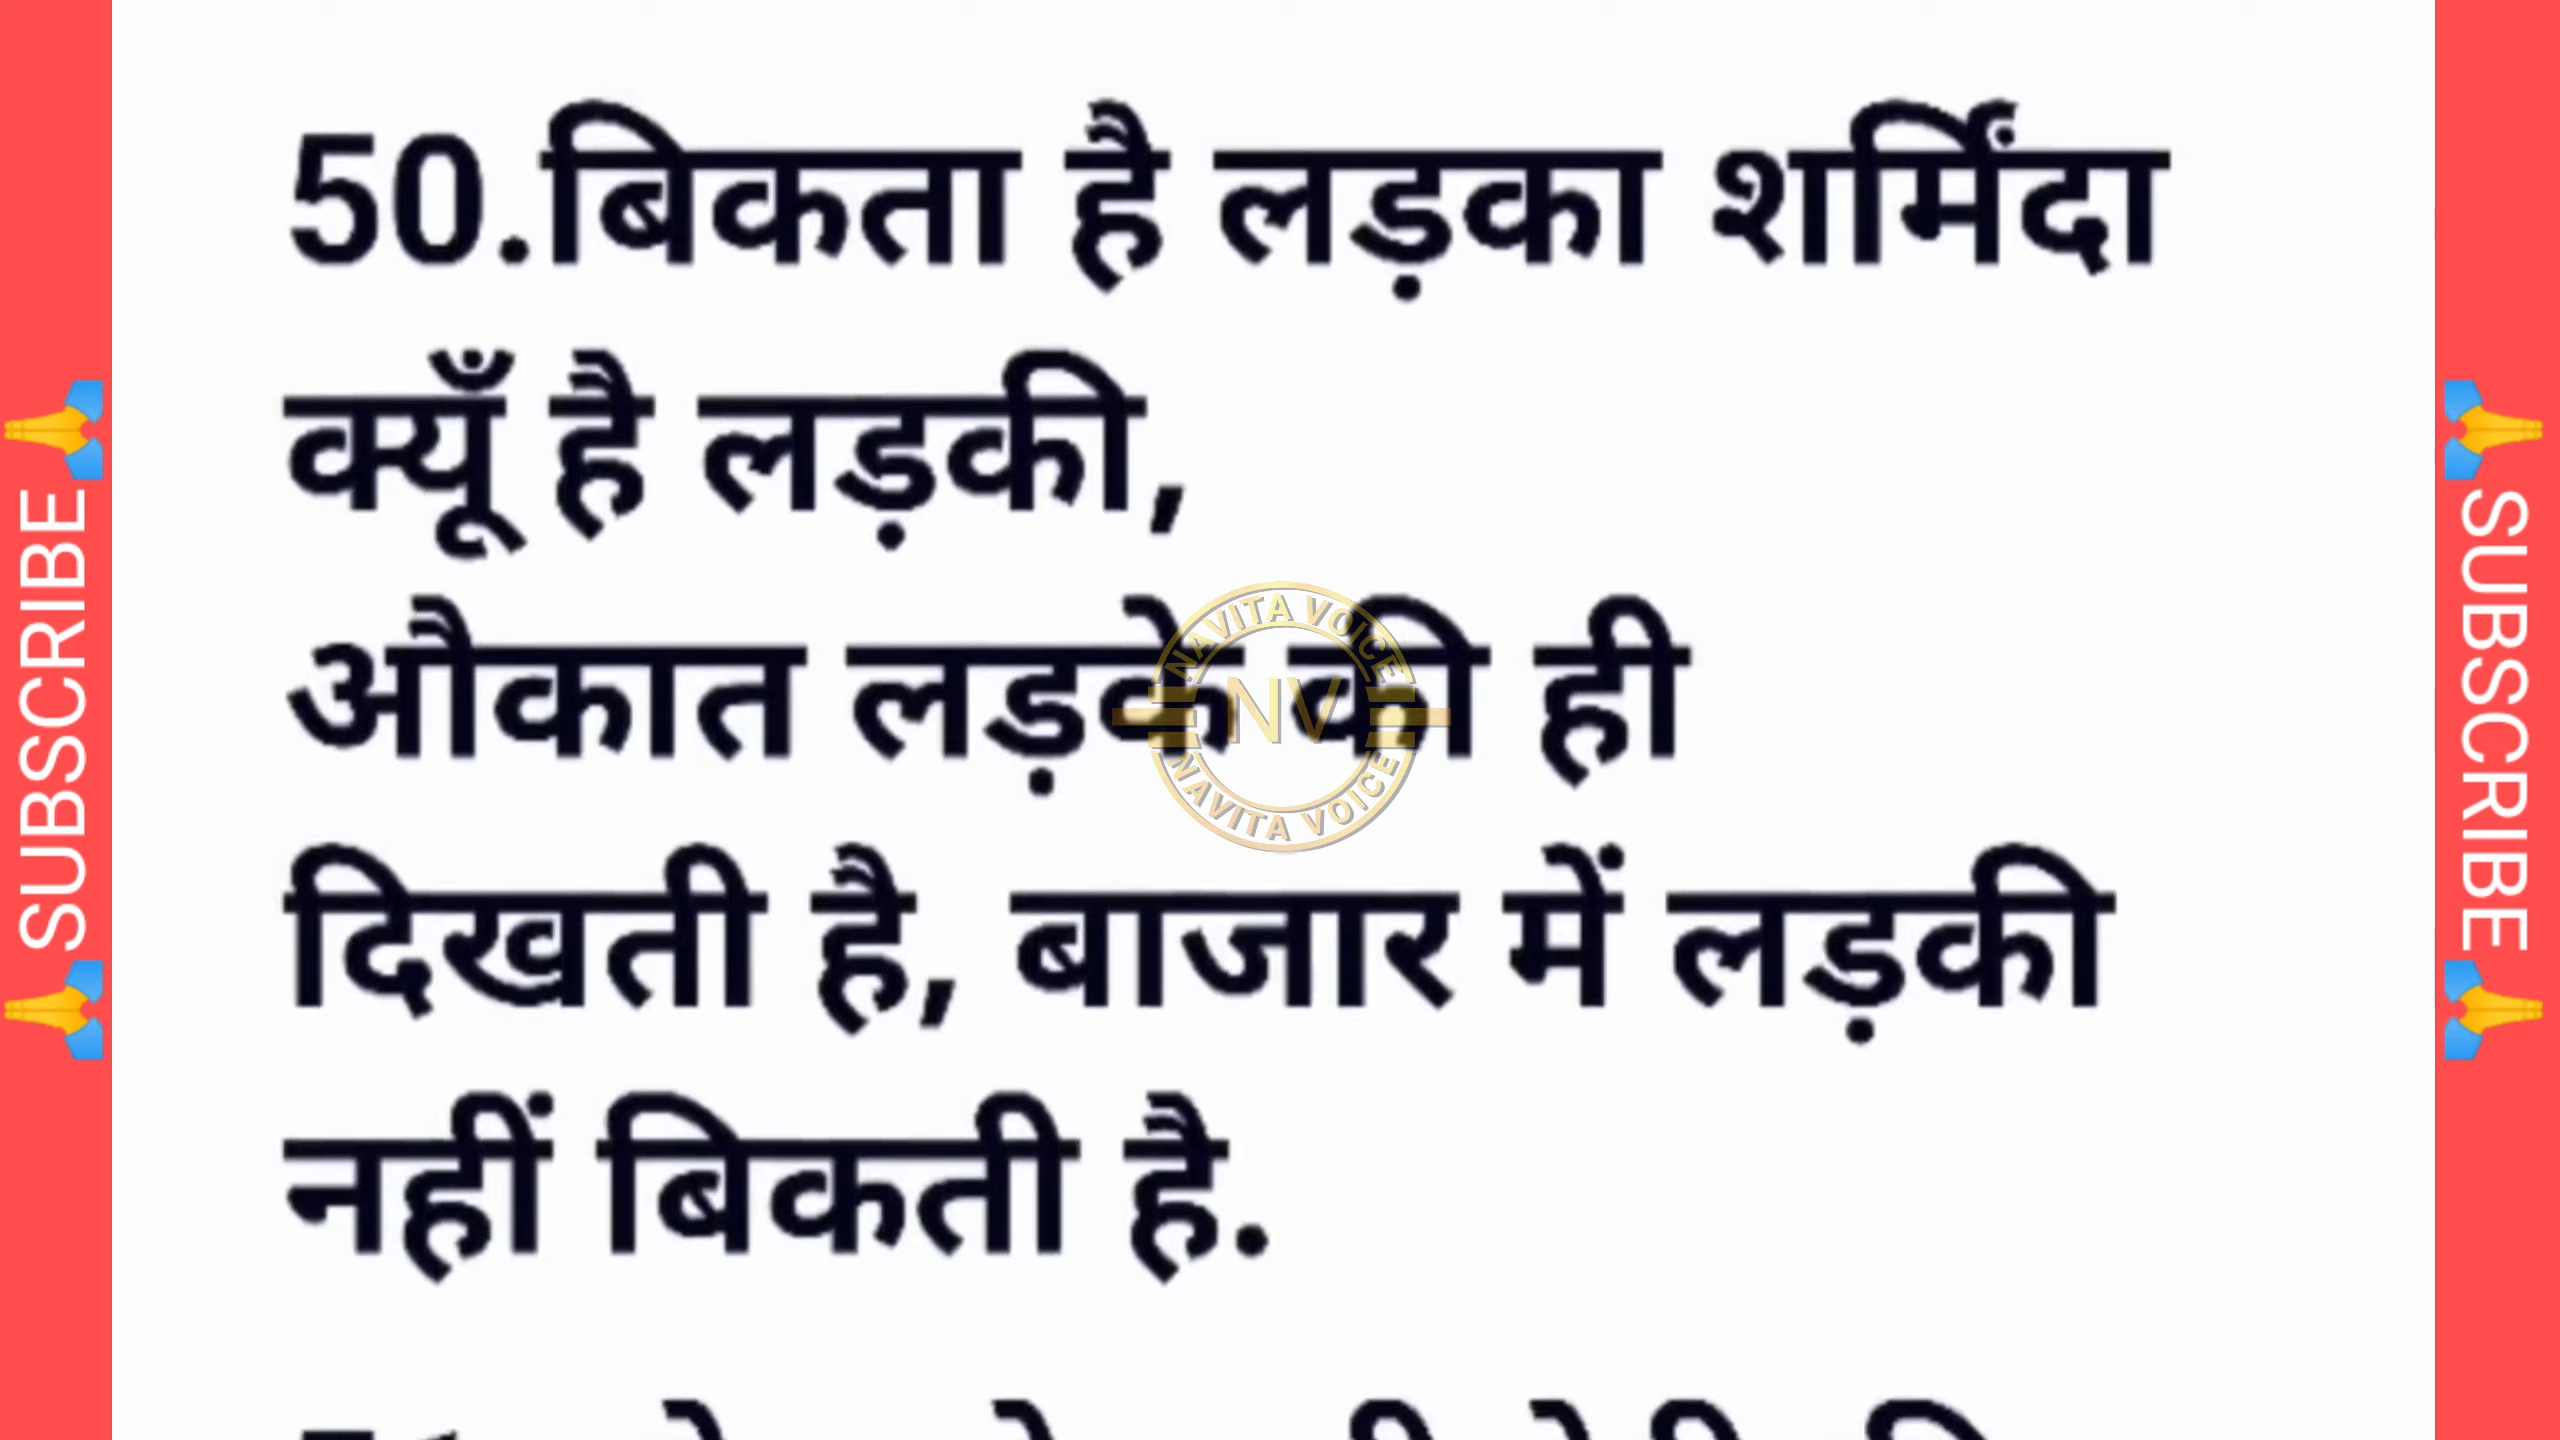 50.बिकता है लड़का शर्मिंदा
क्यूँ है लड़की,
औकात लड़के की ही
दिखती है, बाजार में लड़की
नहीं बिकती है.
🙏 SUBSCRIBE 🙏
🙏 SUBSCRIBE 🙏
NAVITA VOICE
NV
NAVITA VOICE